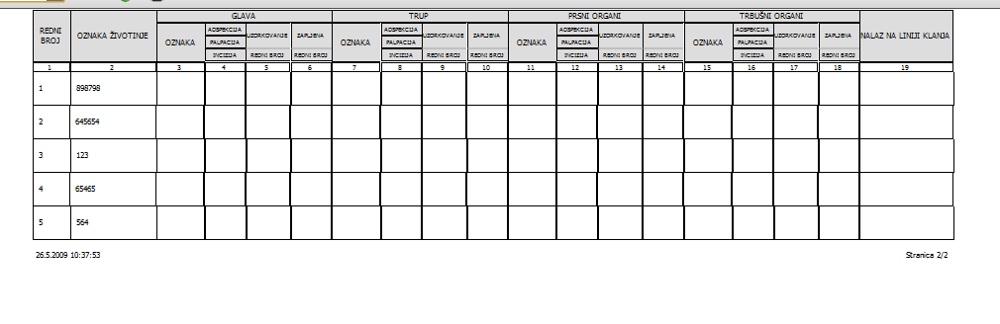 GLAVA TRUP PRSNI ORGANI TRBUŠNI ORGANI
REDNI BROJ OZNAKA ŽIVOTINJE OZNAKA ADSPEKCIJA PALPACIJA INCIZIJA UZORKOVANJE REDNI BROJ ZAPLJENA REDNI BROJ OZNAKA ADSPEKCIJA PALPACIJA INCIZIJA UZORKOVANJE REDNI BROJ ZAPLJENA REDNI BROJ OZNAKA ADSPEKCIJA PALPACIJA INCIZIJA UZORKOVANJE REDNI BROJ ZAPLJENA REDNI BROJ OZNAKA ADSPEKCIJA PALPACIJA INCIZIJA UZORKOVANJE REDNI BROJ ZAPLJENA REDNI BROJ NALAZ NA LINIJI KLANJA
1 2 3 4 5 6 7 8 9 10 11 12 13 14 15 16 17 18 19
1 898798
2 645654
3 123
4 65465
5 564
26.5.2009 10:37:53 Stranica 2/2